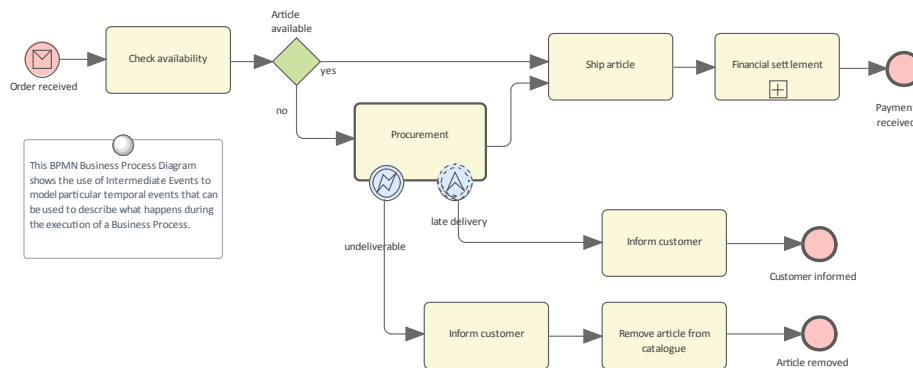 Article
available
Check availability
yes
Ship article
Financial settlement
Order received
no
Procurement
received
This BPMN Business Process Diagram
shows the use of Intermediate Events to
model particular temporal events that can
be used to describe what happens during
the execution of a Business Process.
late delivery
undeliverable
Inform customer
Customer informed
Inform customer
Remove article from
catalogue
Article removed